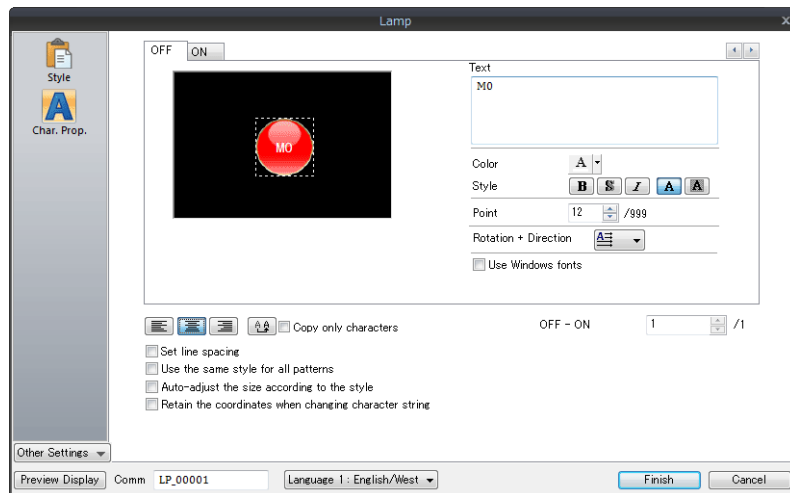 Lamp
x
Style
Char. Prop.
OFF ON
MO
Text
MO
Color A
Style B S I A A
Point 12 /999
Rotation + Direction A
Use Windows fonts
Copy only characters
OFF - ON 1 /1
Set line spacing
Use the same style for all patterns
Auto-adjust the size according to the style
Retain the coordinates when changing character string
Other Settings
Preview Display Comm LP_00001 Language 1 : English/West Finish Cancel